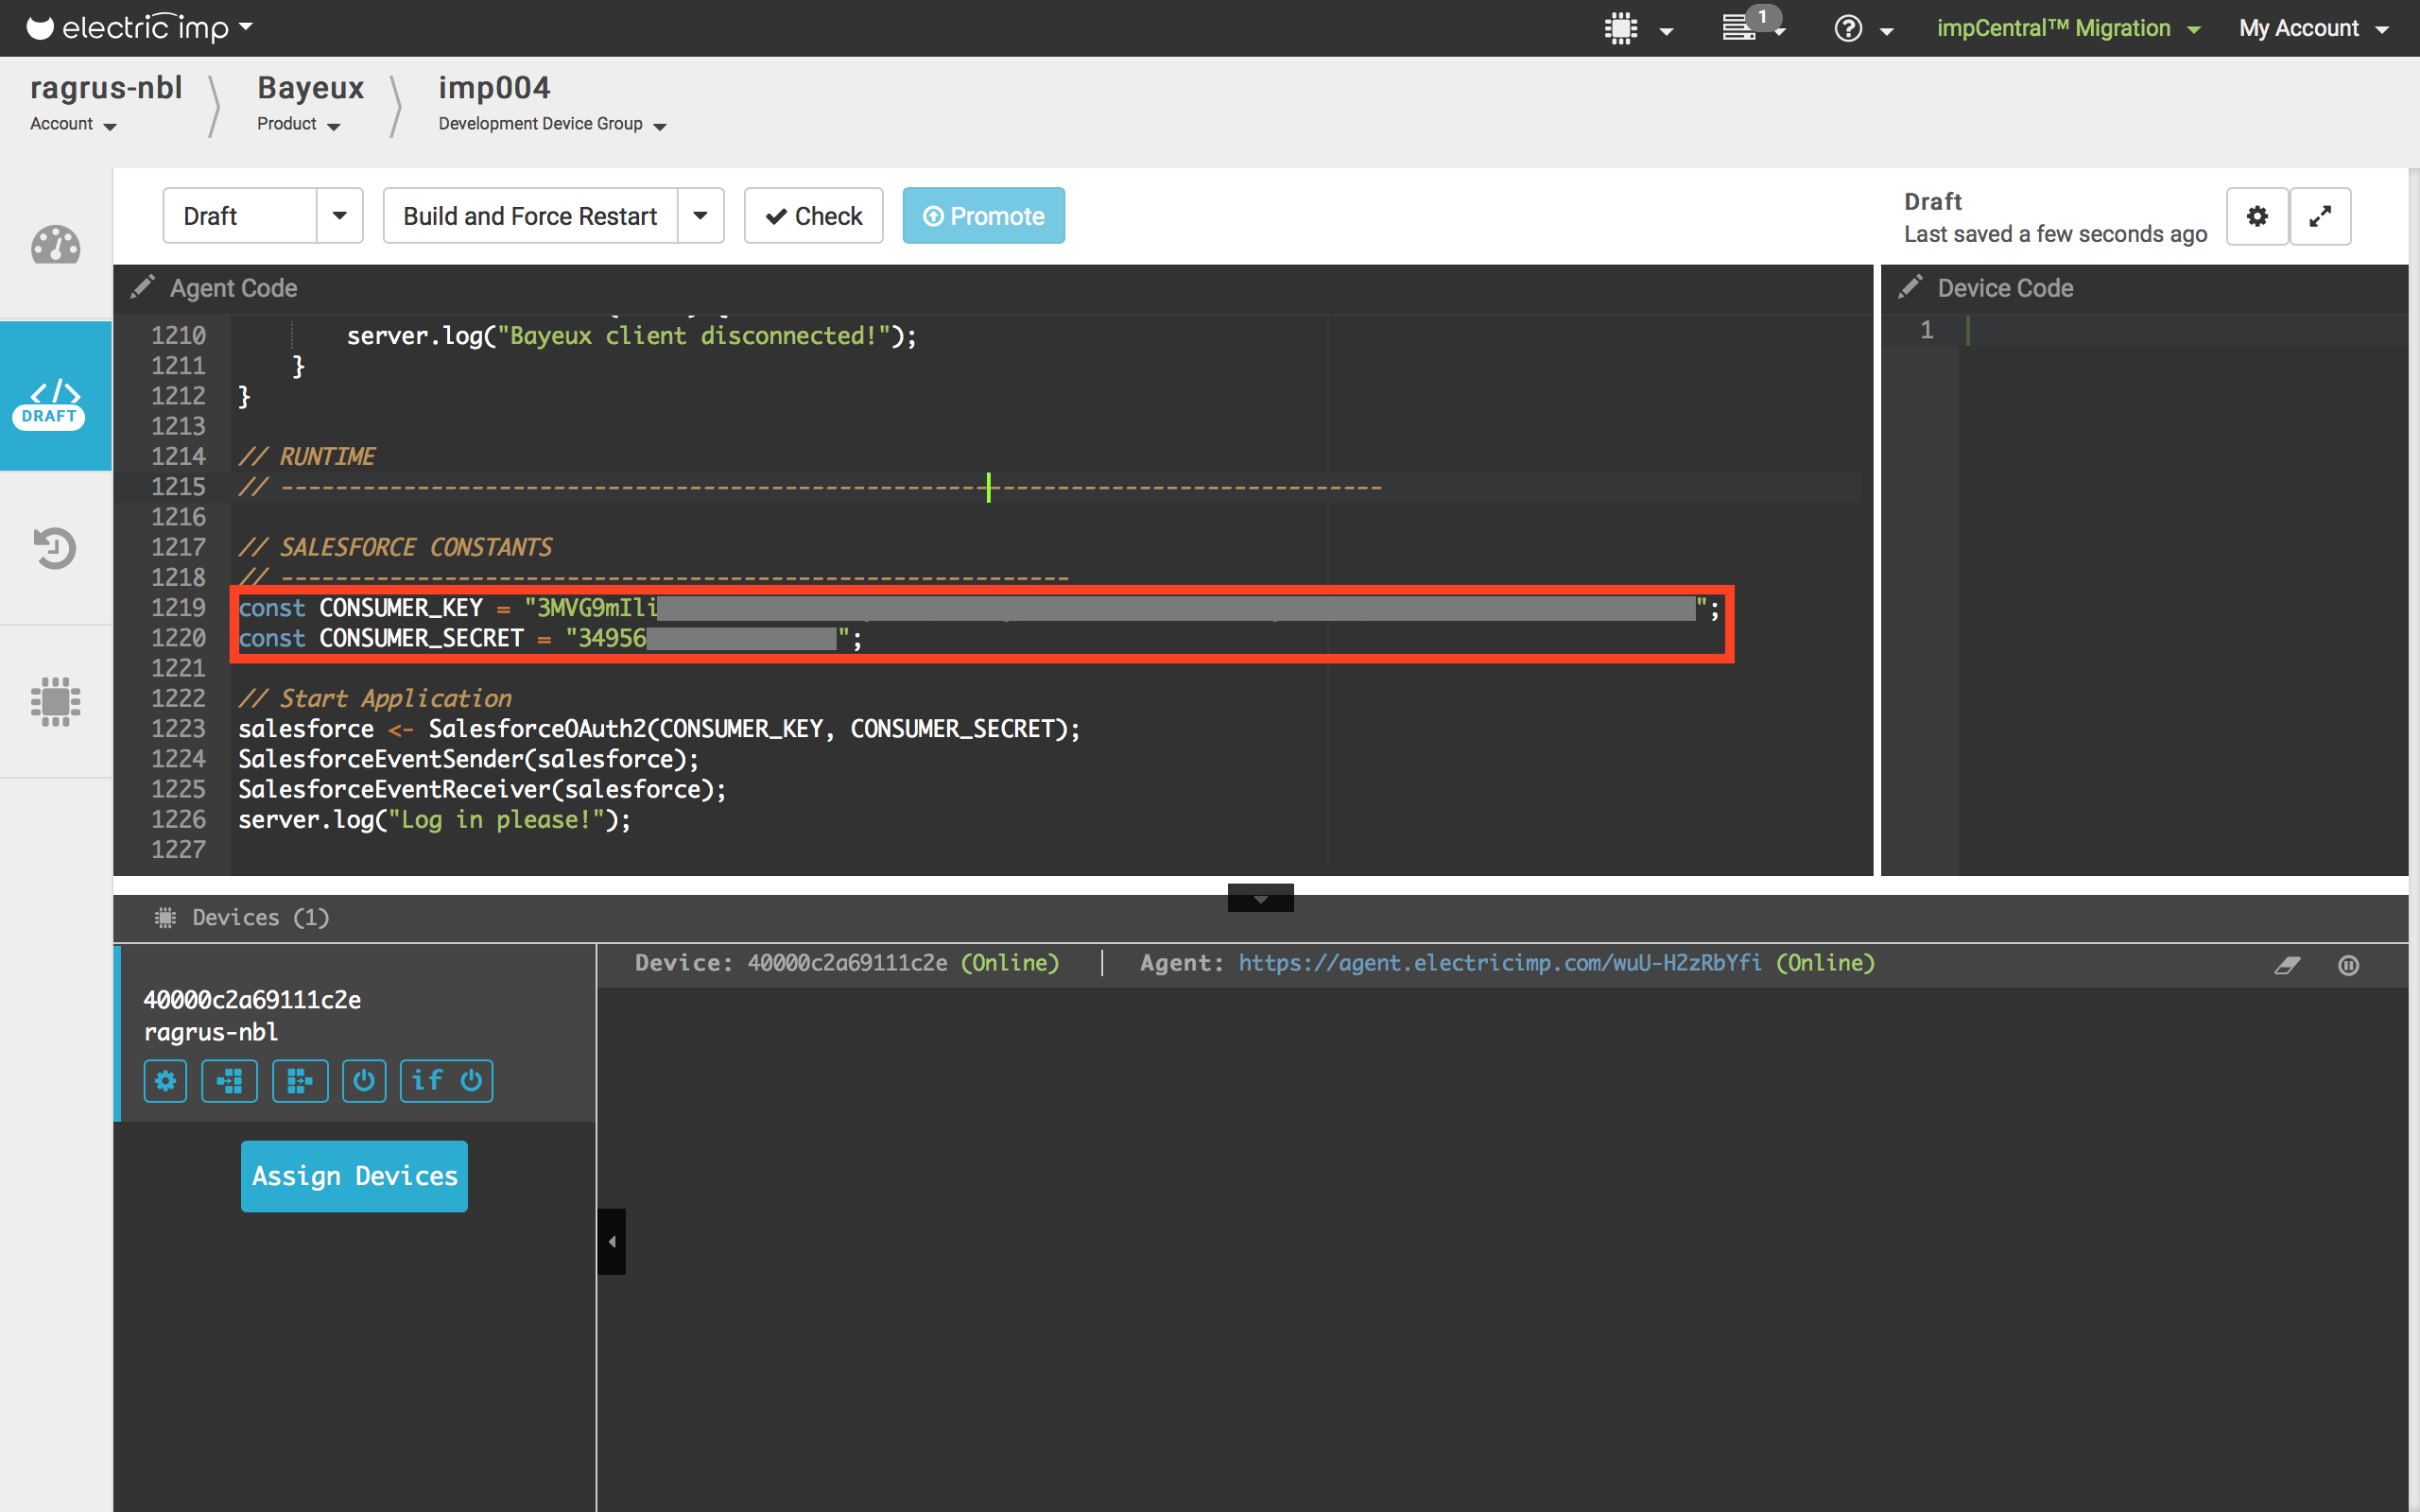 electric imp
1
impCentral™ Migration
My Account
ragrus-nbl
Bayeux
imp004
Account
Product
Development Device Group
Draft
Build and Force Restart
Check
Promote
Draft
Last saved a few seconds ago
DRAFT
Agent Code
1210 server.log("Bayeux client disconnected!");
1211 }
1212 }
1213
1214 // RUNTIME
1215 // ---------------------------------------------------------------------------------
1216
1217 // SALESFORCE CONSTANTS
1218 // ----------------------------------------------------------
1219 const CONSUMER_KEY = "3MVG9mIli ";
1220 const CONSUMER_SECRET = "34956 ";
1221
1222 // Start Application
1223 salesforce <- SalesforceOAuth2(CONSUMER_KEY, CONSUMER_SECRET);
1224 SalesforceEventSender(salesforce);
1225 SalesforceEventReceiver(salesforce);
1226 server.log("Log in please!");
1227
Device Code
1
Devices (1)
40000c2a69111c2e
ragrus-nbl
if
Assign Devices
Device: 40000c2a69111c2e (Online)
Agent: https://agent.electricimp.com/wuU-H2zRbYfi (Online)